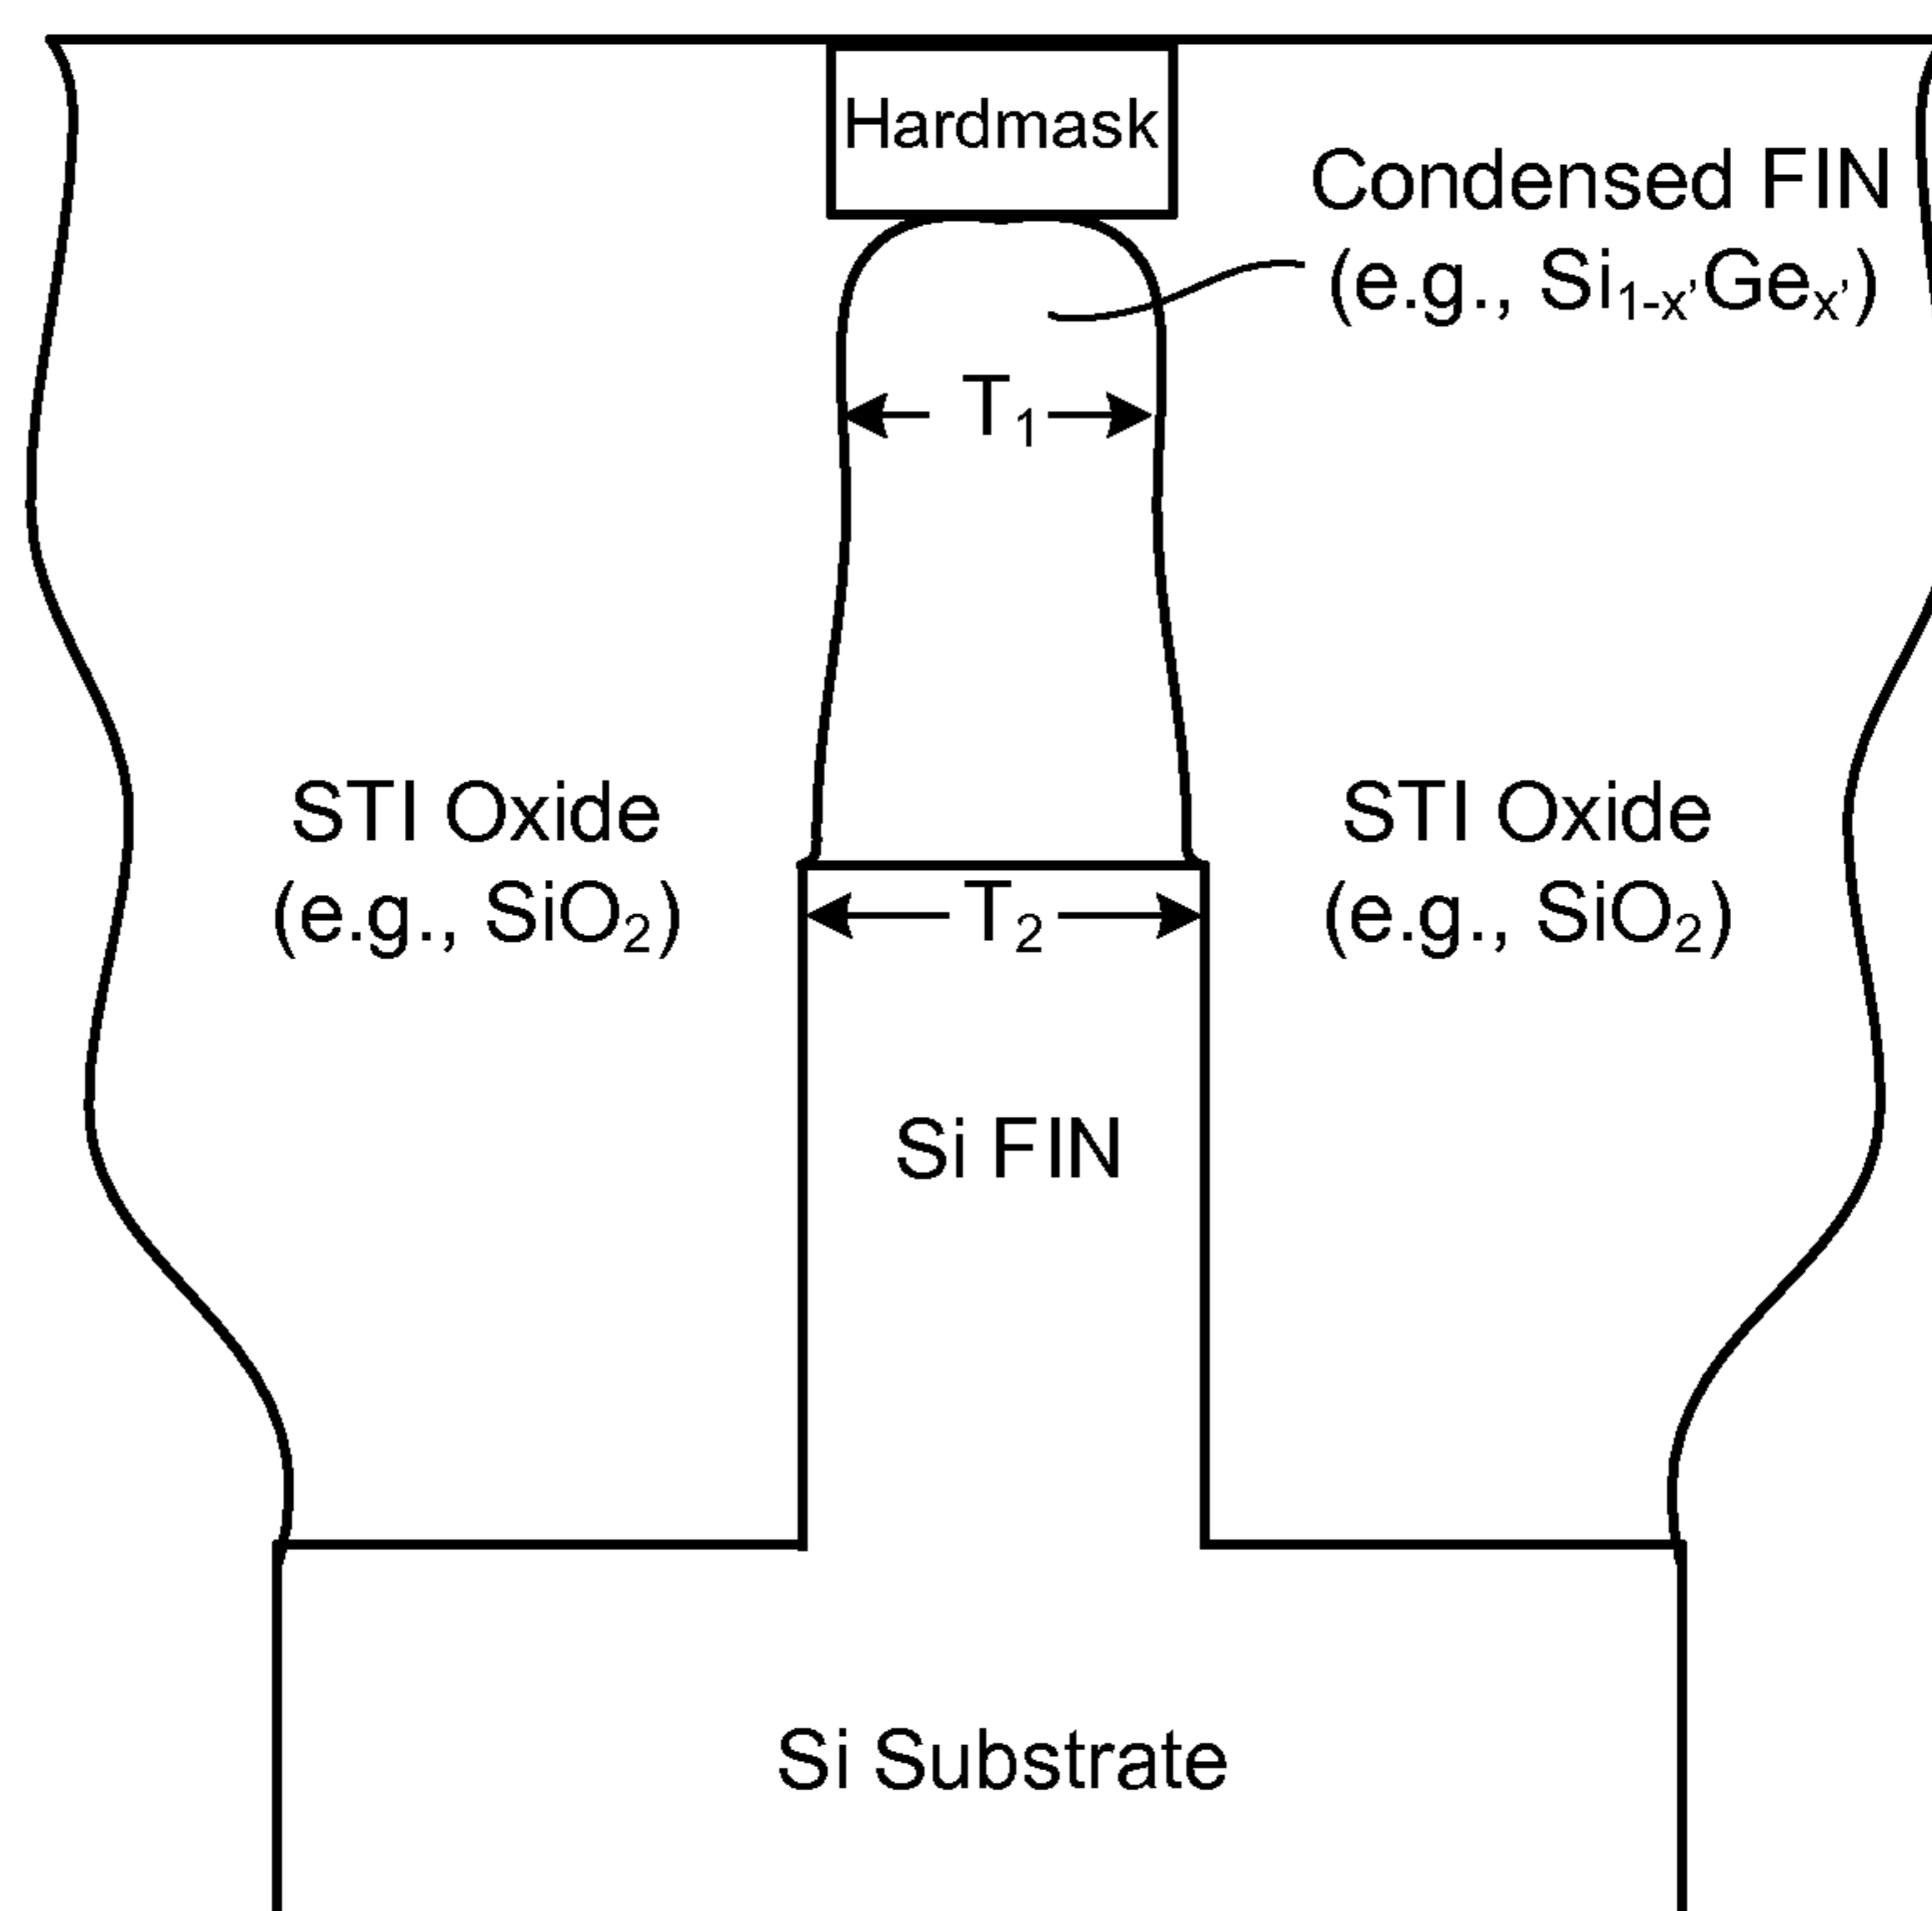 Hardmask
Condensed FIN
(e.g., Si₁₋ₓ’Geₓ’)
T₁
STI Oxide
(e.g., SiO₂)
STI Oxide
(e.g., SiO₂)
T₂
Si FIN
Si Substrate